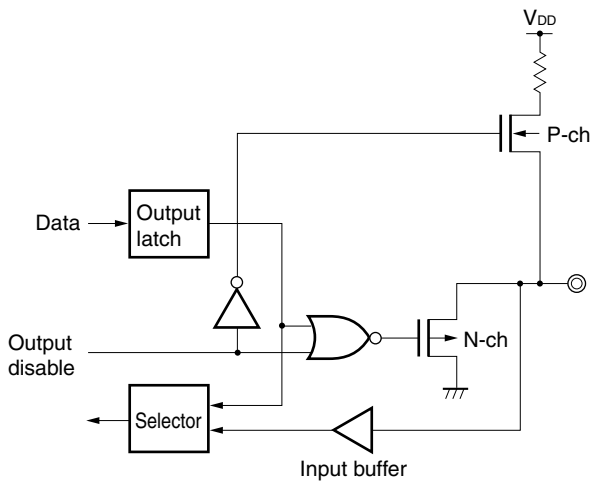 VDD
P-ch
Data
Output
latch
Output
disable
N-ch
Selector
Input buffer